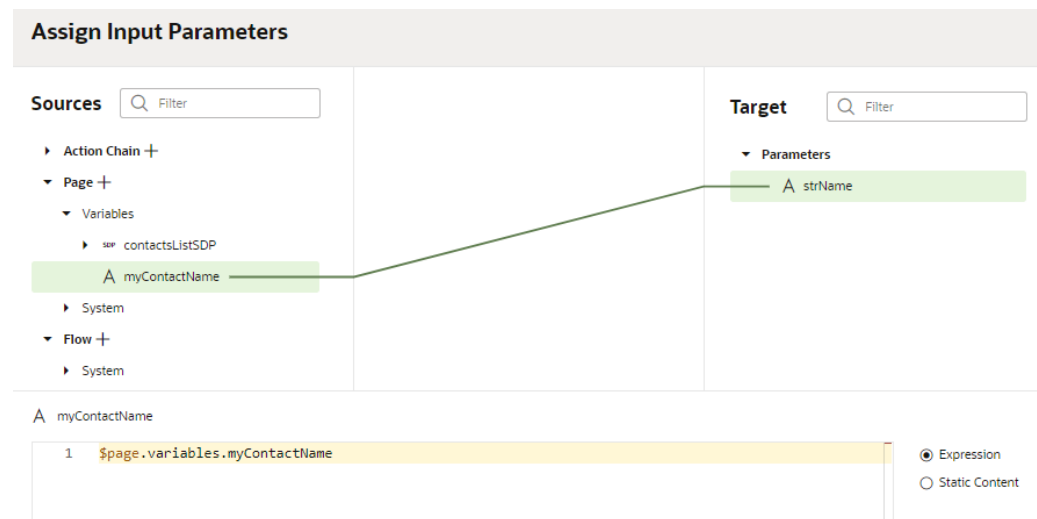 Assign Input Parameters
Sources
Filter
Action Chain +
Page +
Variables
SDP contactsListSDP
A myContactName
System
Flow +
System
Target
Filter
Parameters
A strName
A myContactName
1 $page.variables.myContactName
Expression
Static Content